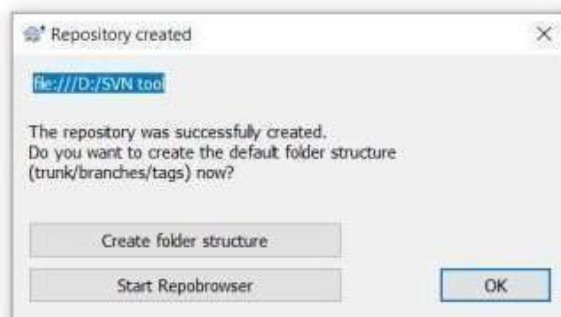 Repository created
file:///D:/SVN tool
The repository was successfully created.
Do you want to create the default folder structure
(trunk/branches/tags) now?
Create folder structure
Start Repobrowser
OK